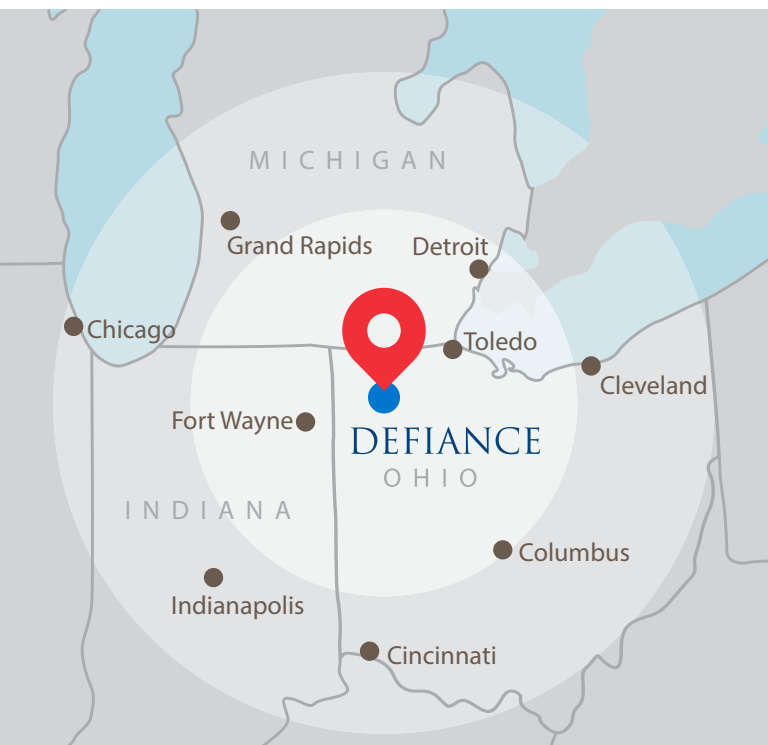 MICHIGAN
Grand Rapids
Detroit
Chicago
Toledo
Cleveland
Fort Wayne
DEFIANCE
OHIO
INDIANA
Columbus
Indianapolis
Cincinnati